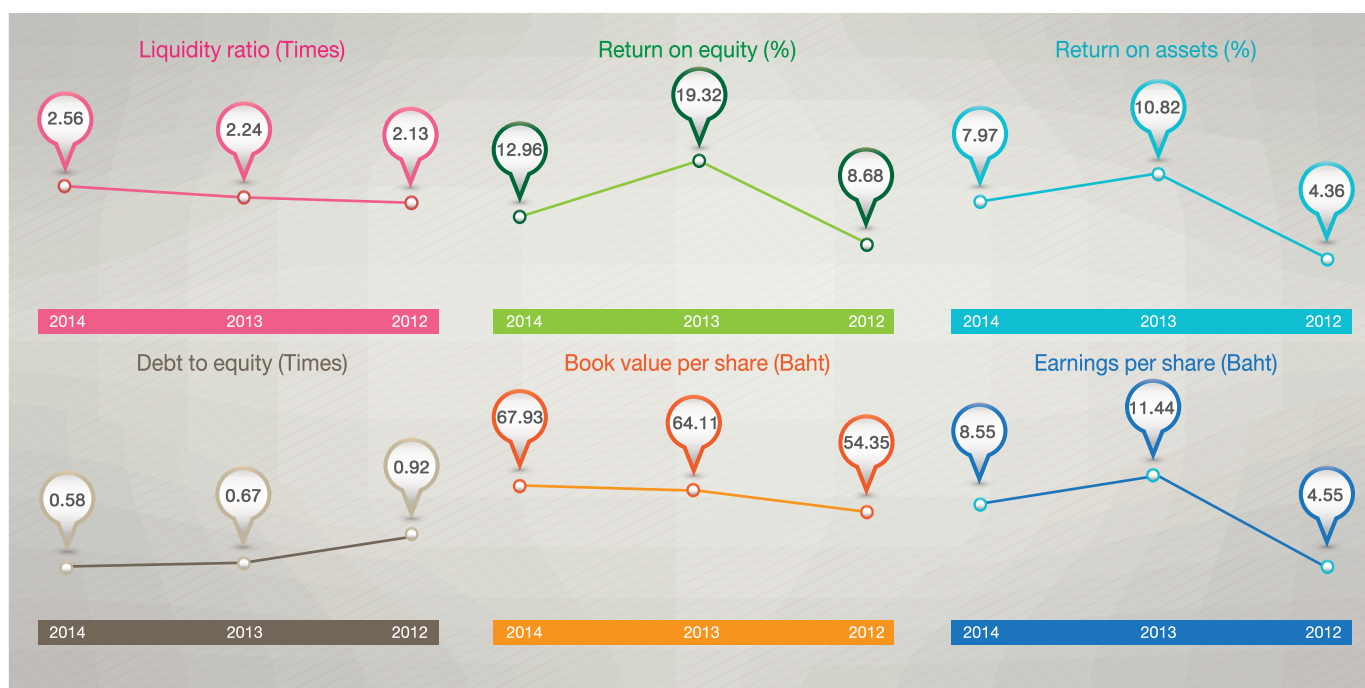 Liquidity ratio (Times)
2.56
2.24
2.13
2014 2013 2012
Return on equity (%)
12.96
19.32
8.68
2014 2013 2012
Return on assets (%)
7.97
10.82
4.36
2014 2013 2012
Debt to equity (Times)
0.58
0.67
0.92
2014 2013 2012
Book value per share (Baht)
67.93
64.11
54.35
2014 2013 2012
Earnings per share (Baht)
8.55
11.44
4.55
2014 2013 2012